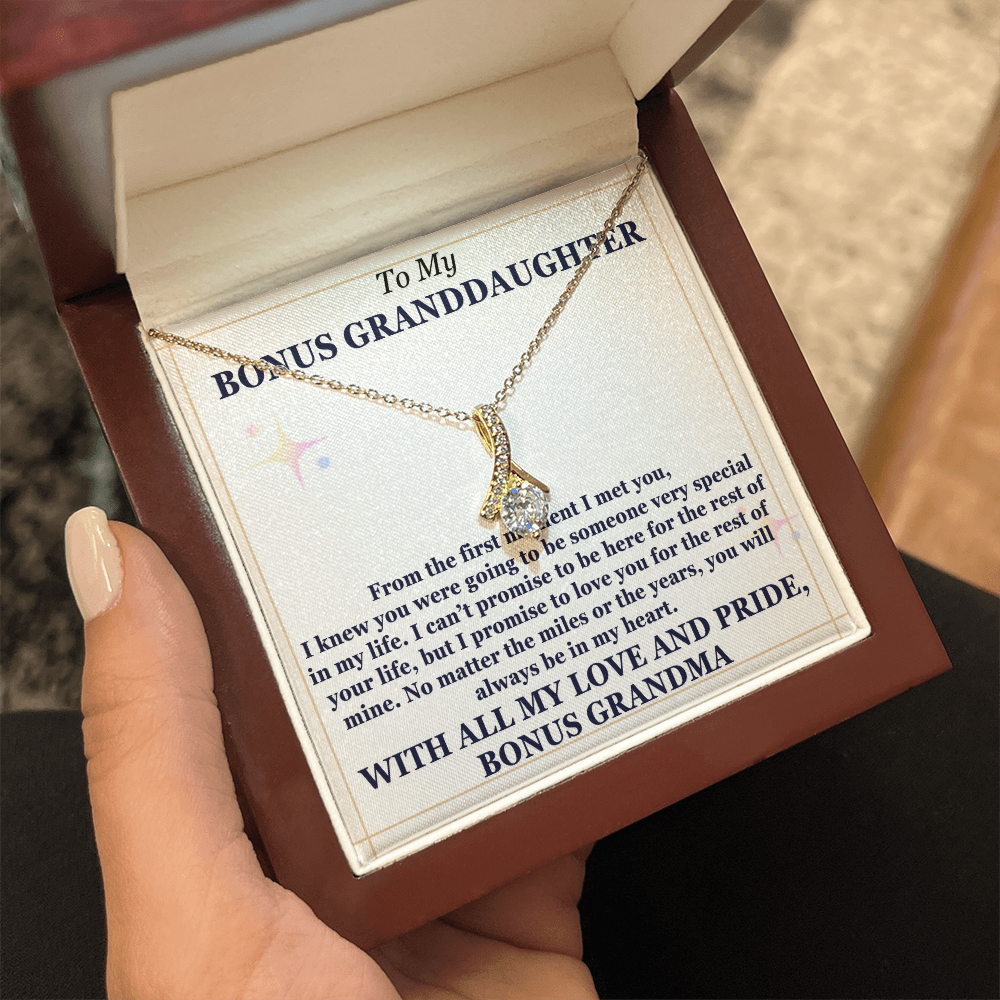 To My
BONUS GRANDDAUGHTER
From the first moment I met you,
I knew you were going to be someone very special
in my life. I can't promise to be here for the rest of
your life, but I promise to love you for the rest of
mine. No matter the miles or the years, you will
always be in my heart.
WITH ALL MY LOVE AND PRIDE,
BONUS GRANDMA